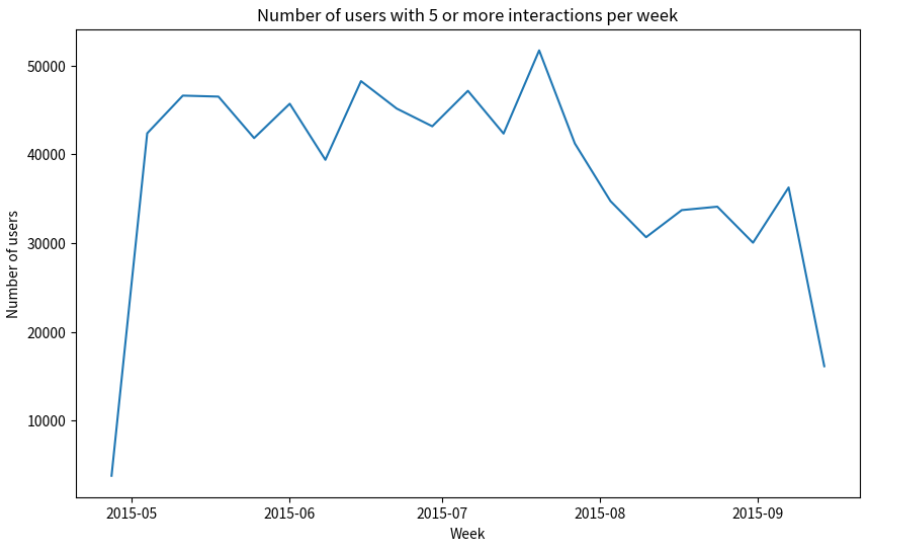 Number of users with 5 or more interactions per week
50000
40000
30000
20000
10000
Number of users
2015-05 2015-06 2015-07 2015-08 2015-09
Week